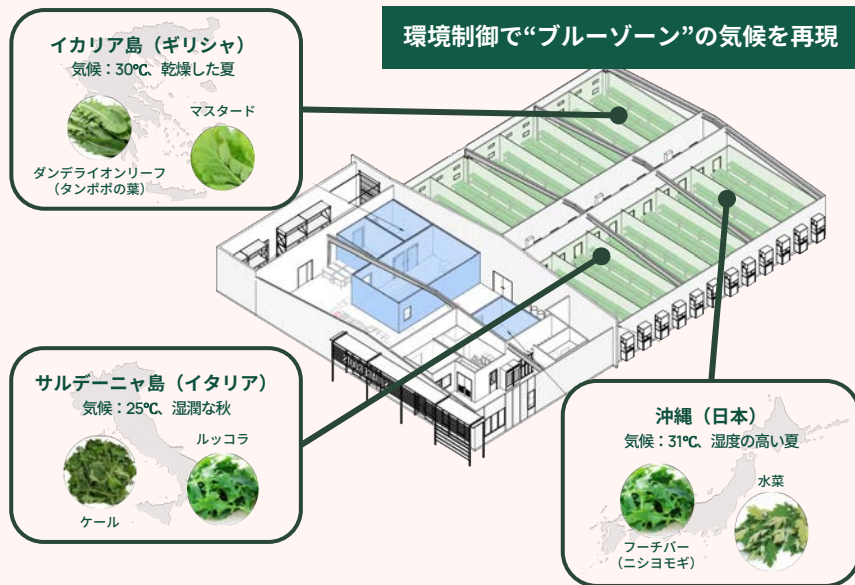 環境制御で“ブルーゾーン”の気候を再現
イカリア島（ギリシャ）
気候：30℃、乾燥した夏
マスタード
ダンデライオンリーフ
（タンポポの葉）
サルデーニャ島（イタリア）
気候：25℃、湿潤な秋
ルッコラ
ケール
沖縄（日本）
気候：31℃、湿度の高い夏
水菜
フーチバー
（ニシヨモギ）